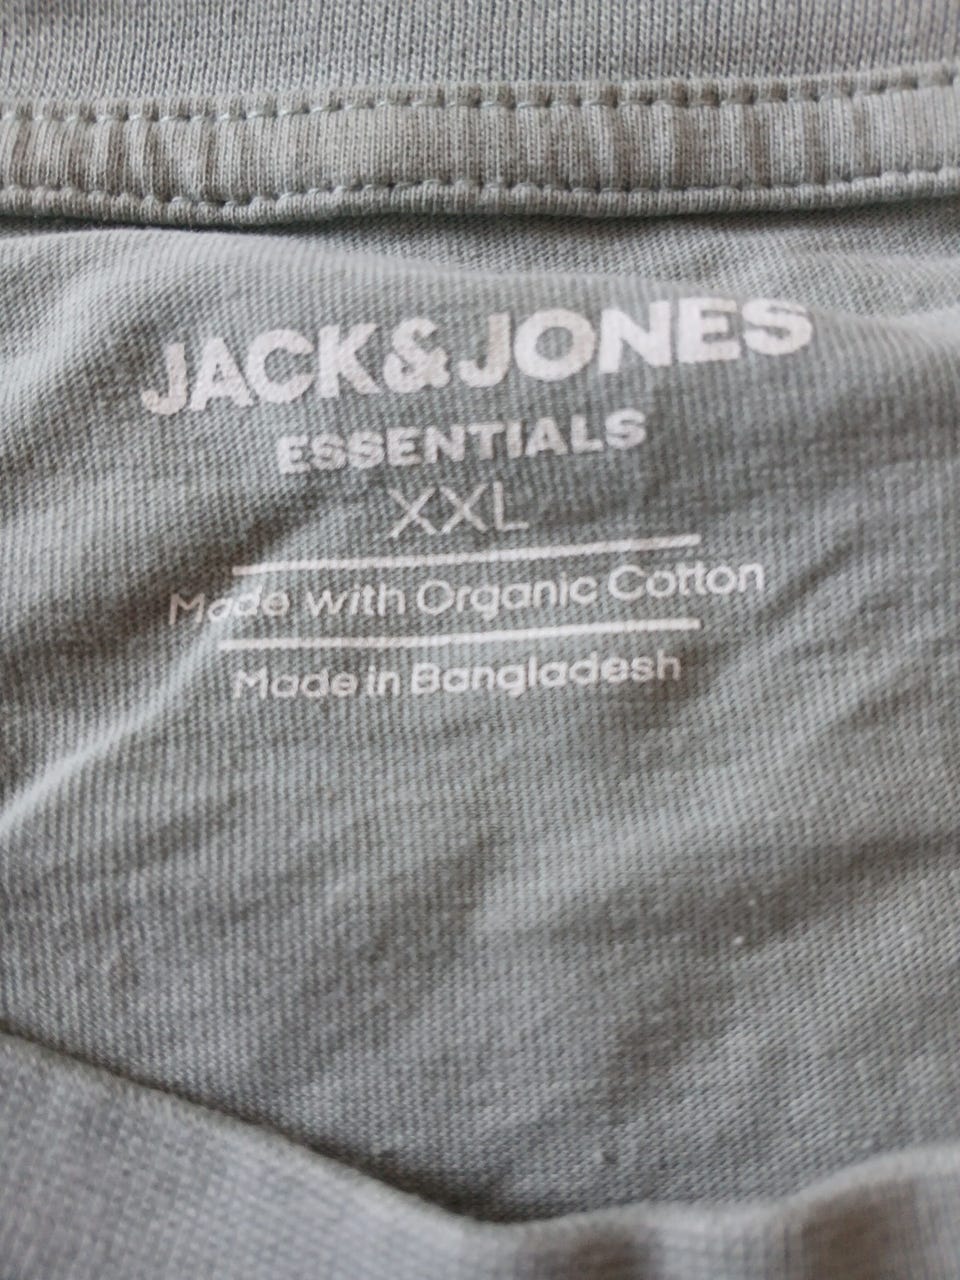 JACK&JONES
ESSENTIALS
XXL
Made with Organic Cotton
Made in Bangladesh